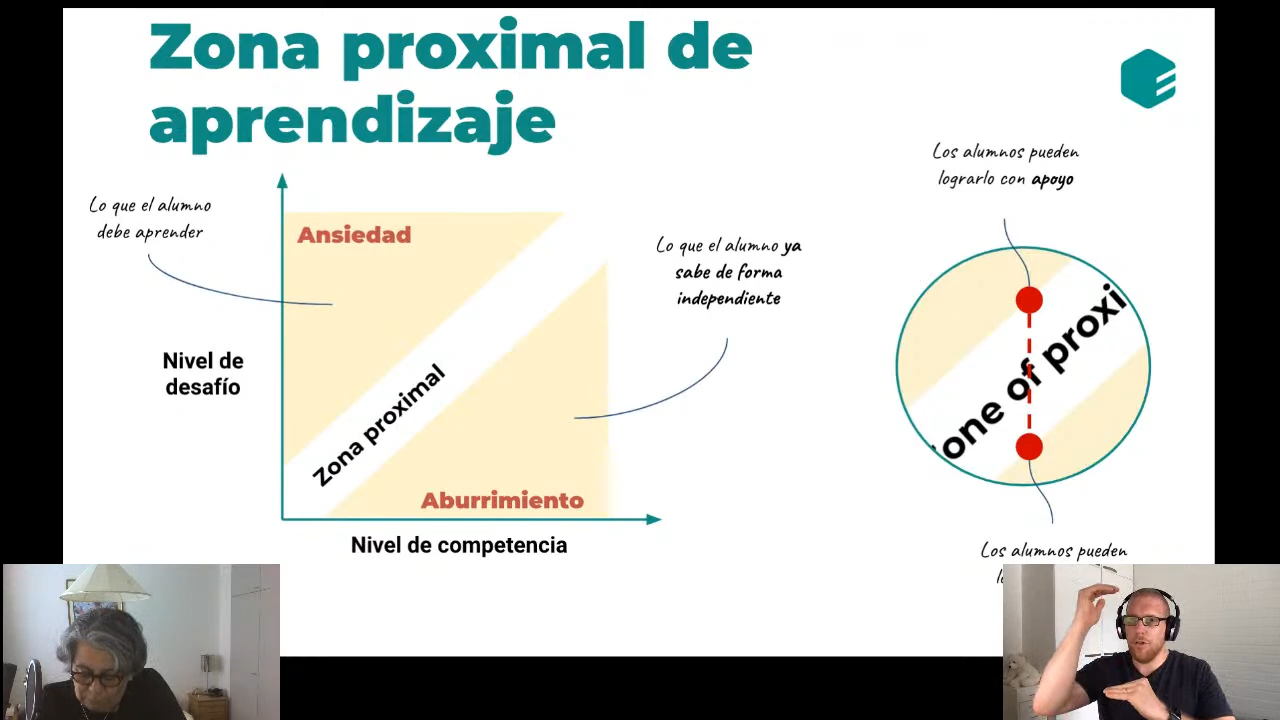 Zona proximal de
aprendizaje
Lo que el alumno
debe aprender
Ansiedad
Nivel de
desafío
Zona proximal
Aburrimiento
Nivel de competencia
Lo que el alumno ya
sabe de forma
independiente
Los alumnos pueden
lograrlo con apoyo
one of proxi
Los alumnos pueden